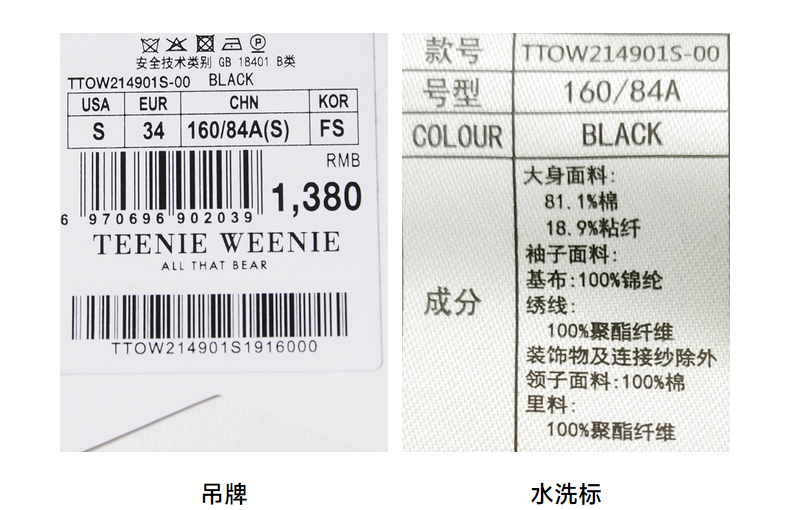 安全技术类别 GB 18401 B类
TTOW214901S-00 BLACK
USA EUR CHN KOR
S 34 160/84A(S) FS
RMB
1,380
6 970696 902039
TEENIE WEENIE
ALL THAT BEAR
TTOW214901S1916000
吊牌
款号 TTOW214901S-00
号型 160/84A
COLOUR BLACK
成分
大身面料:
81.1%棉
18.9%粘纤
袖子面料:
基布:100%锦纶
绣线:
100%聚酯纤维
装饰物及连接纱除外
领子面料:100%棉
里料:
100%聚酯纤维
水洗标